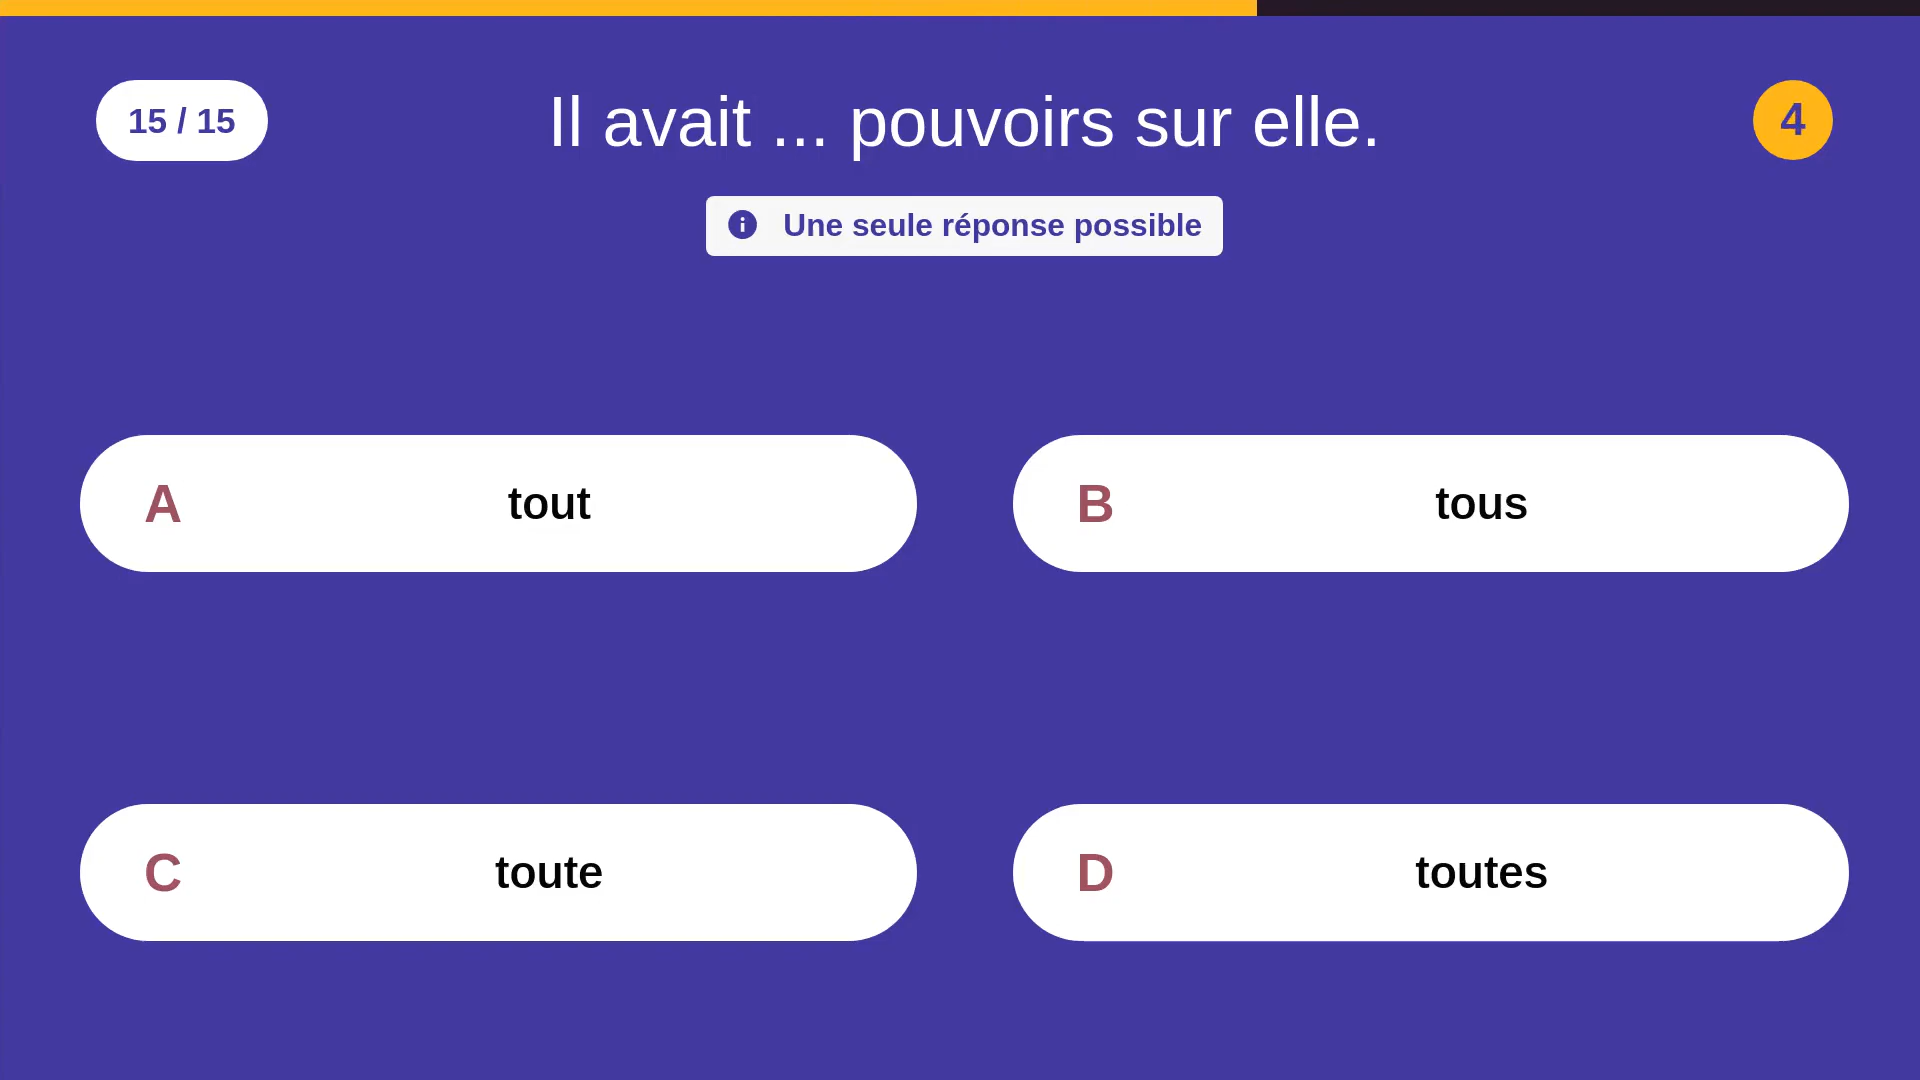 15 / 15
Il avait ... pouvoirs sur elle.
4
Une seule réponse possible
A
tout
B
tous
C
toute
D
toutes